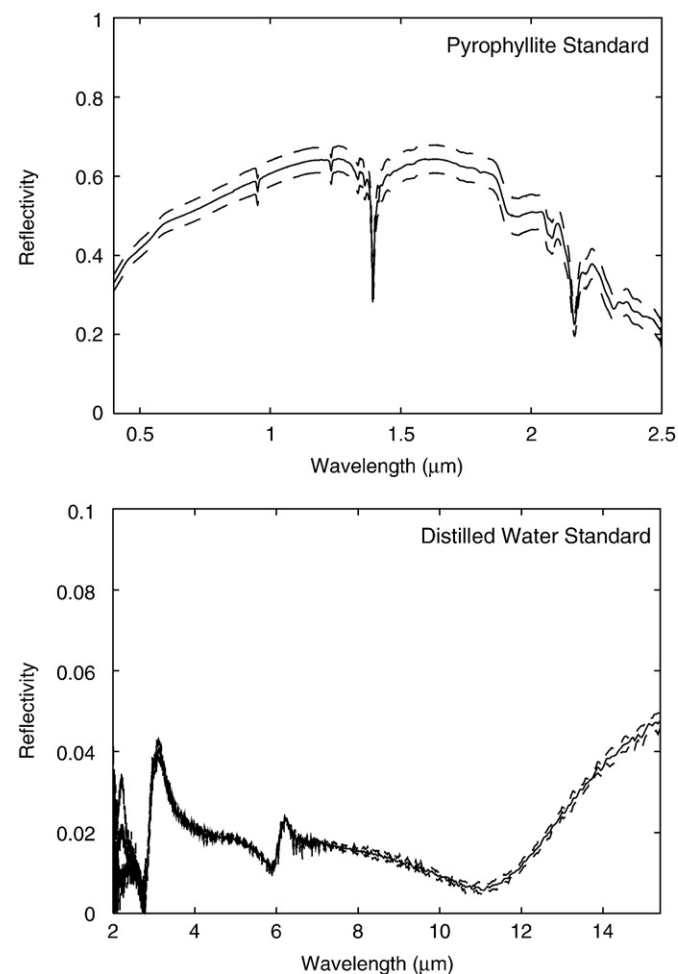 1
Pyrophyllite Standard
0.8
0.6
0.4
0.2
0
Reflectivity
0.5 1 1.5 2 2.5
Wavelength (μm)
0.1
Distilled Water Standard
0.08
0.06
0.04
0.02
0
Reflectivity
2 4 6 8 10 12 14
Wavelength (μm)